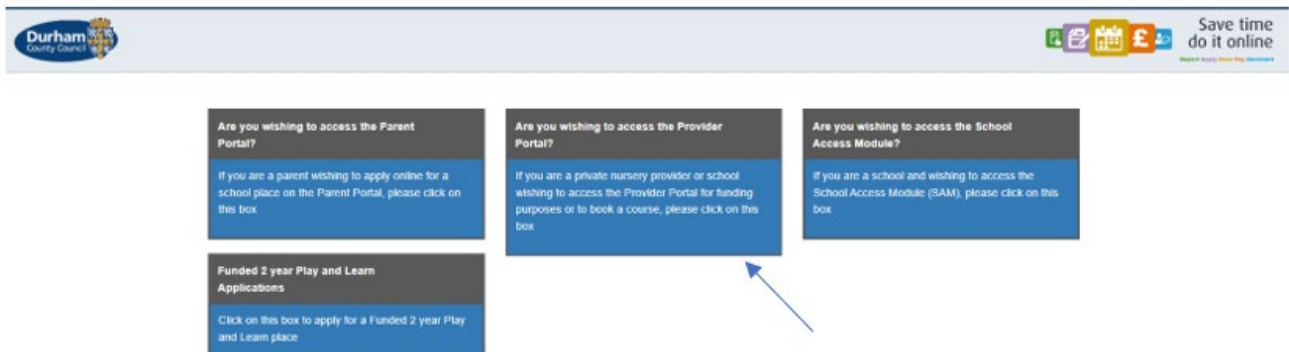 Durham
County Council
Save time
do it online
Report Apply Book Pay Comment
Are you wishing to access the Parent
Portal?
If you are a parent wishing to apply online for a
school place on the Parent Portal, please click on
this box
Are you wishing to access the Provider
Portal?
If you are a private nursery provider or school
wishing to access the Provider Portal for funding
purposes or to book a course, please click on this
box
Are you wishing to access the School
Access Module?
If you are a school and wishing to access the
School Access Module (SAM), please click on this
box
Funded 2 year Play and Learn
Applications
Click on this box to apply for a Funded 2 year Play
and Learn place